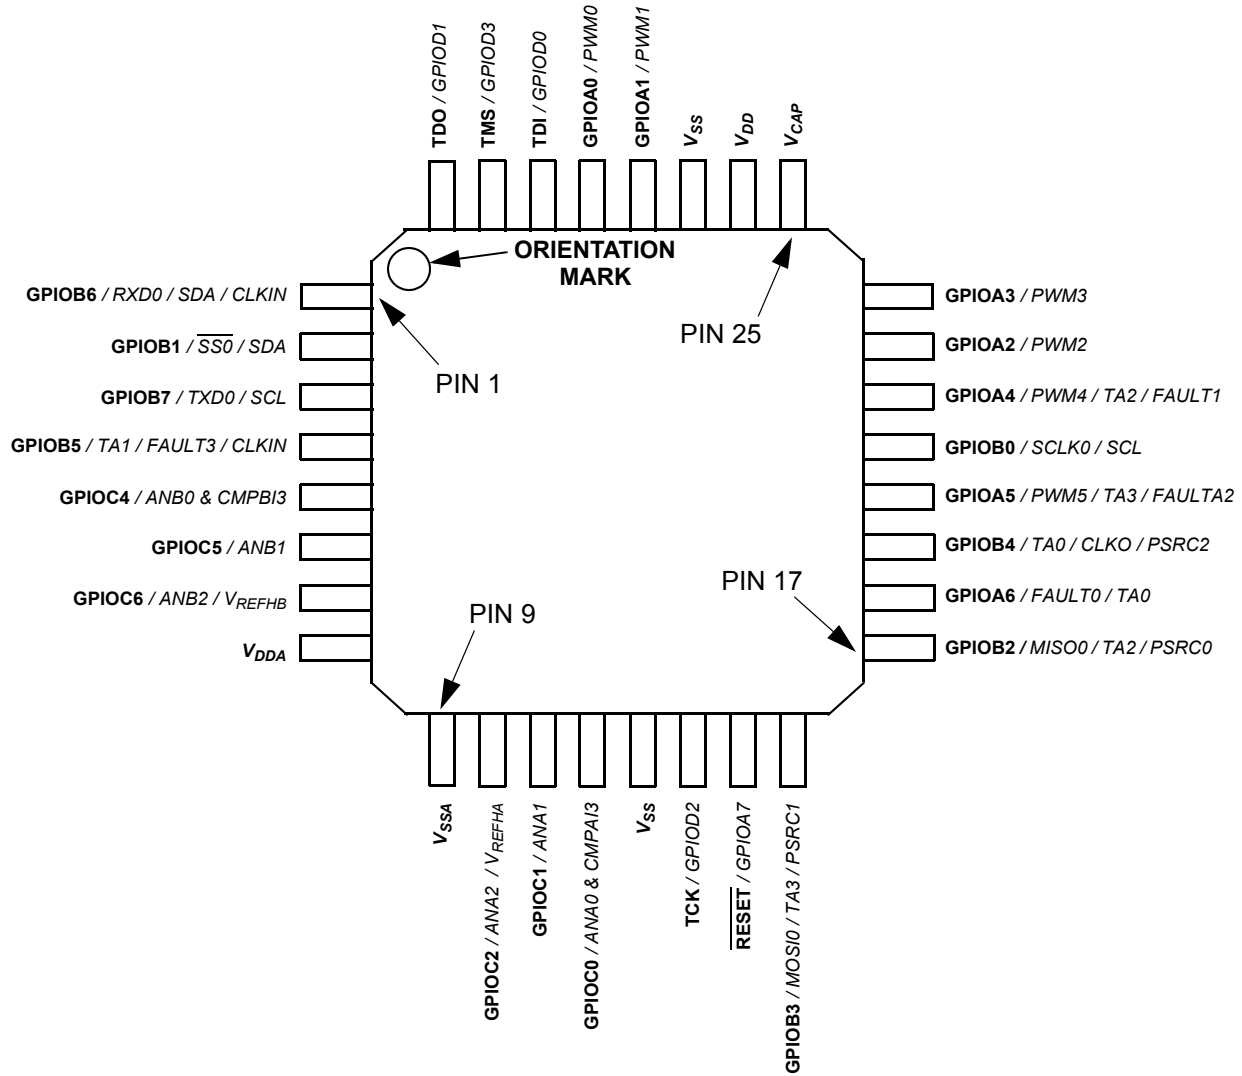 TDO / GPIOD1
TMS / GPIOD3
TDI / GPIOD0
GPIOA0 / PWM0
GPIOA1 / PWM1
VSS
VDD
VCAP
ORIENTATION
MARK
PIN 25
PIN 1
PIN 17
PIN 9
GPIOB6 / RXD0 / SDA / CLKIN
GPIOB1 / S̅S̅0̅ / SDA
GPIOB7 / TXD0 / SCL
GPIOB5 / TA1 / FAULT3 / CLKIN
GPIOC4 / ANB0 & CMPBI3
GPIOC5 / ANB1
GPIOC6 / ANB2 / VREFHB
VDDA
GPIOA3 / PWM3
GPIOA2 / PWM2
GPIOA4 / PWM4 / TA2 / FAULT1
GPIOB0 / SCLK0 / SCL
GPIOA5 / PWM5 / TA3 / FAULTA2
GPIOB4 / TA0 / CLKO / PSRC2
GPIOA6 / FAULT0 / TA0
GPIOB2 / MISO0 / TA2 / PSRC0
VSSA
GPIOC2 / ANA2 / VREFHA
GPIOC1 / ANA1
GPIOC0 / ANA0 & CMPAI3
VSS
TCK / GPIOD2
R̅E̅S̅E̅T̅ / GPIOA7
GPIOB3 / MOSI0 / TA3 / PSRC1